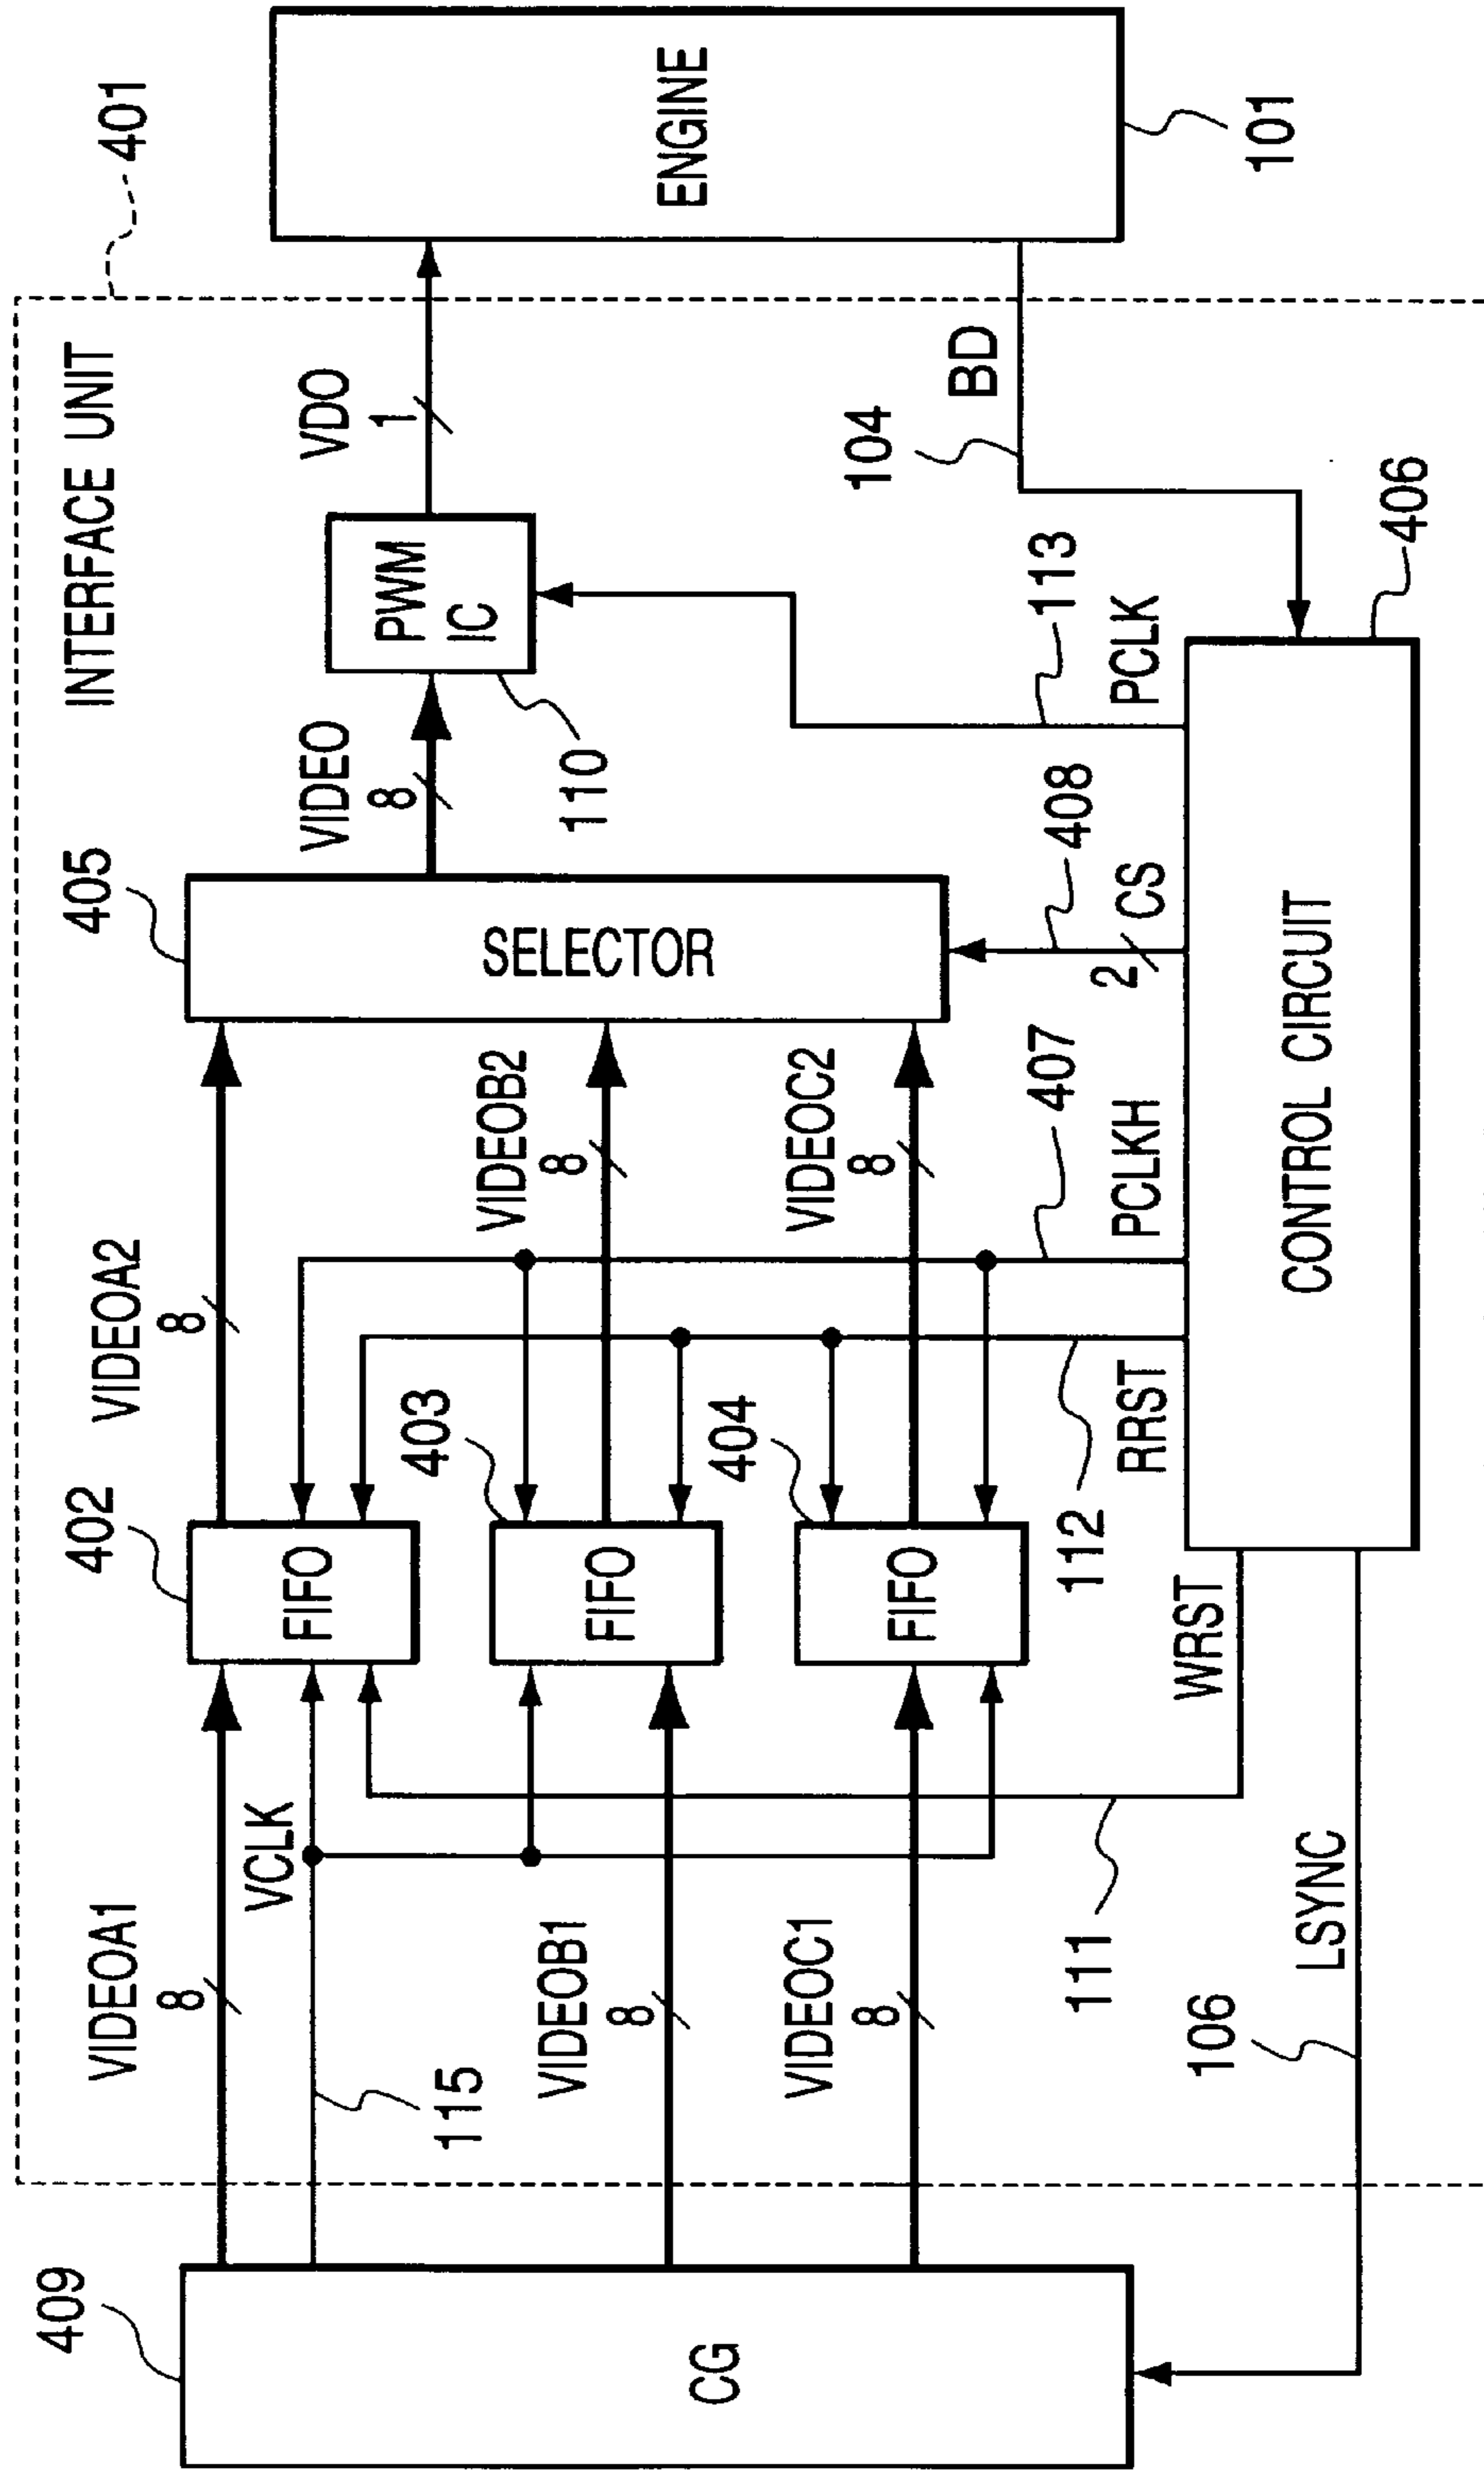 401
INTERFACE UNIT
409
VIDEOA1
8
402
VIDEOA2
8
405
VIDEO
8
VDO
1
VCLK
FIFO
PWM
IC
ENGINE
115
403
VIDEOB2
8
110
CG
VIDEOB1
8
FIFO
SELECTOR
404
VIDEOC2
8
104
BD
VIDEOC1
8
FIFO
111
112
RRST
PCLKH
407
2
CS
408
PCLK
113
101
106
LSYNC
WRST
CONTROL CIRCUIT
406